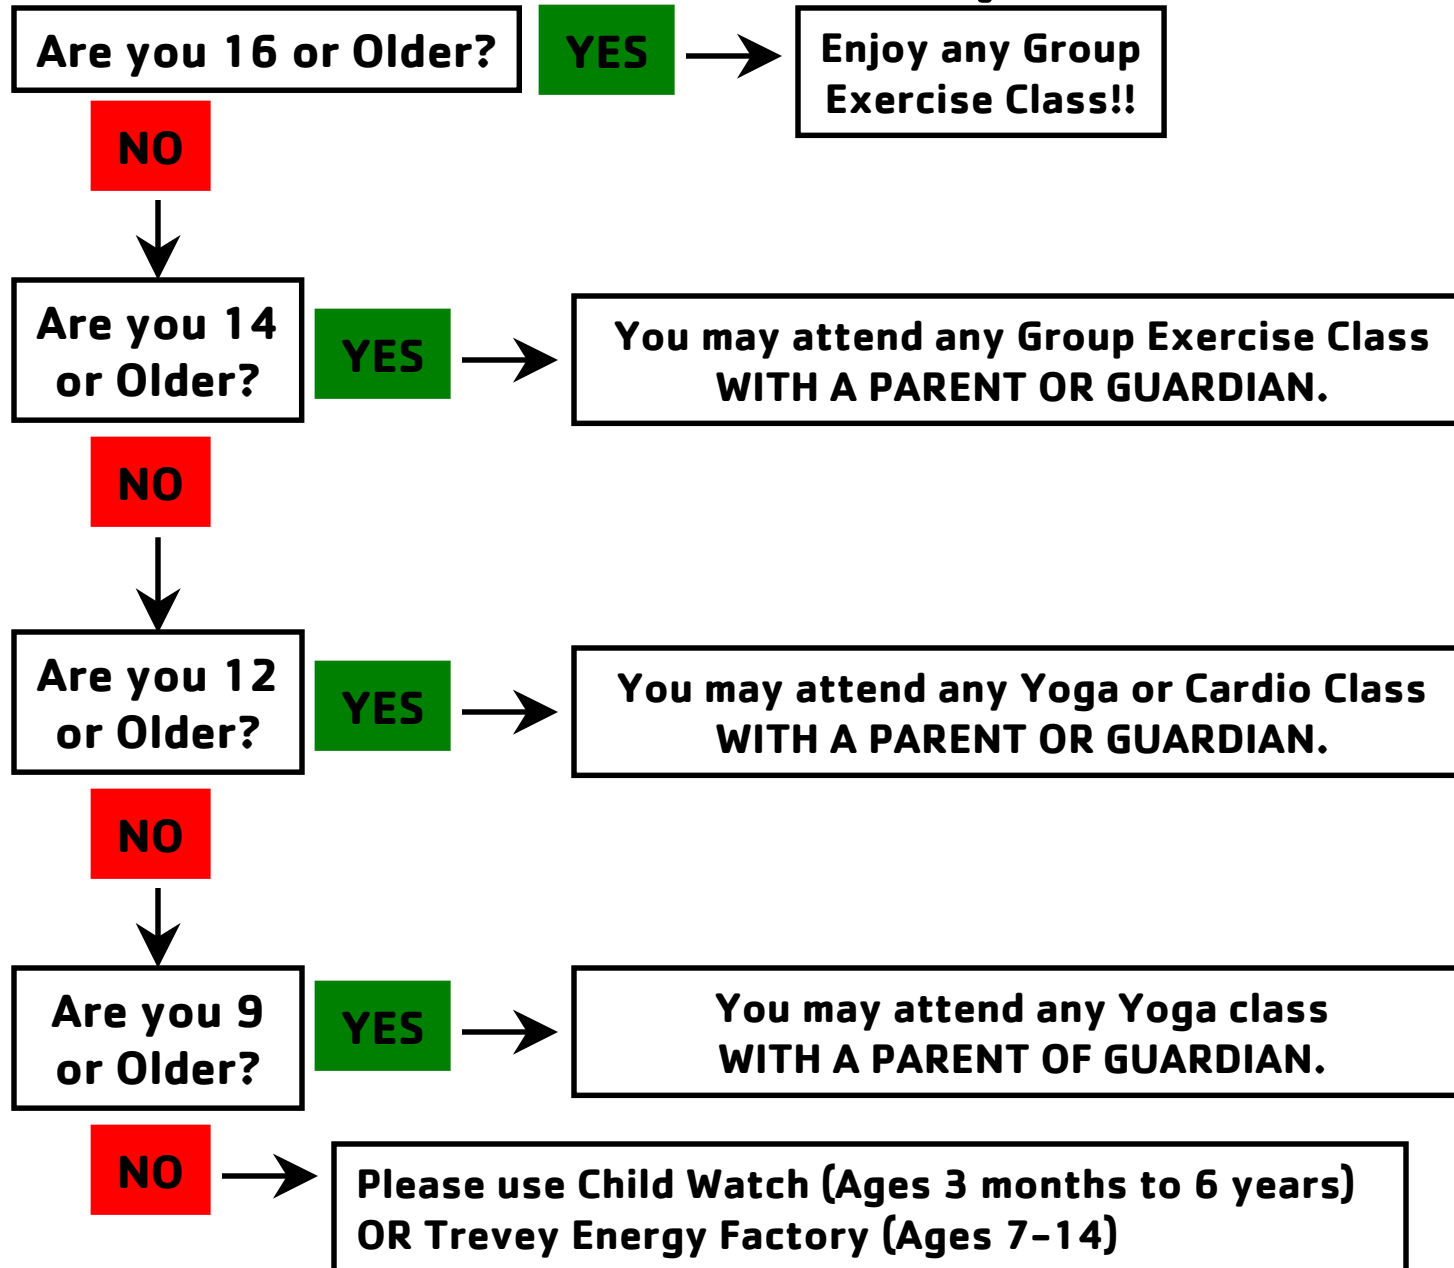 Are you 16 or Older?
YES
Enjoy any Group
Exercise Class!!
NO
Are you 14
or Older?
YES
You may attend any Group Exercise Class
WITH A PARENT OR GUARDIAN.
NO
Are you 12
or Older?
YES
You may attend any Yoga or Cardio Class
WITH A PARENT OR GUARDIAN.
NO
Are you 9
or Older?
YES
You may attend any Yoga class
WITH A PARENT OF GUARDIAN.
NO
Please use Child Watch (Ages 3 months to 6 years)
OR Trevey Energy Factory (Ages 7-14)